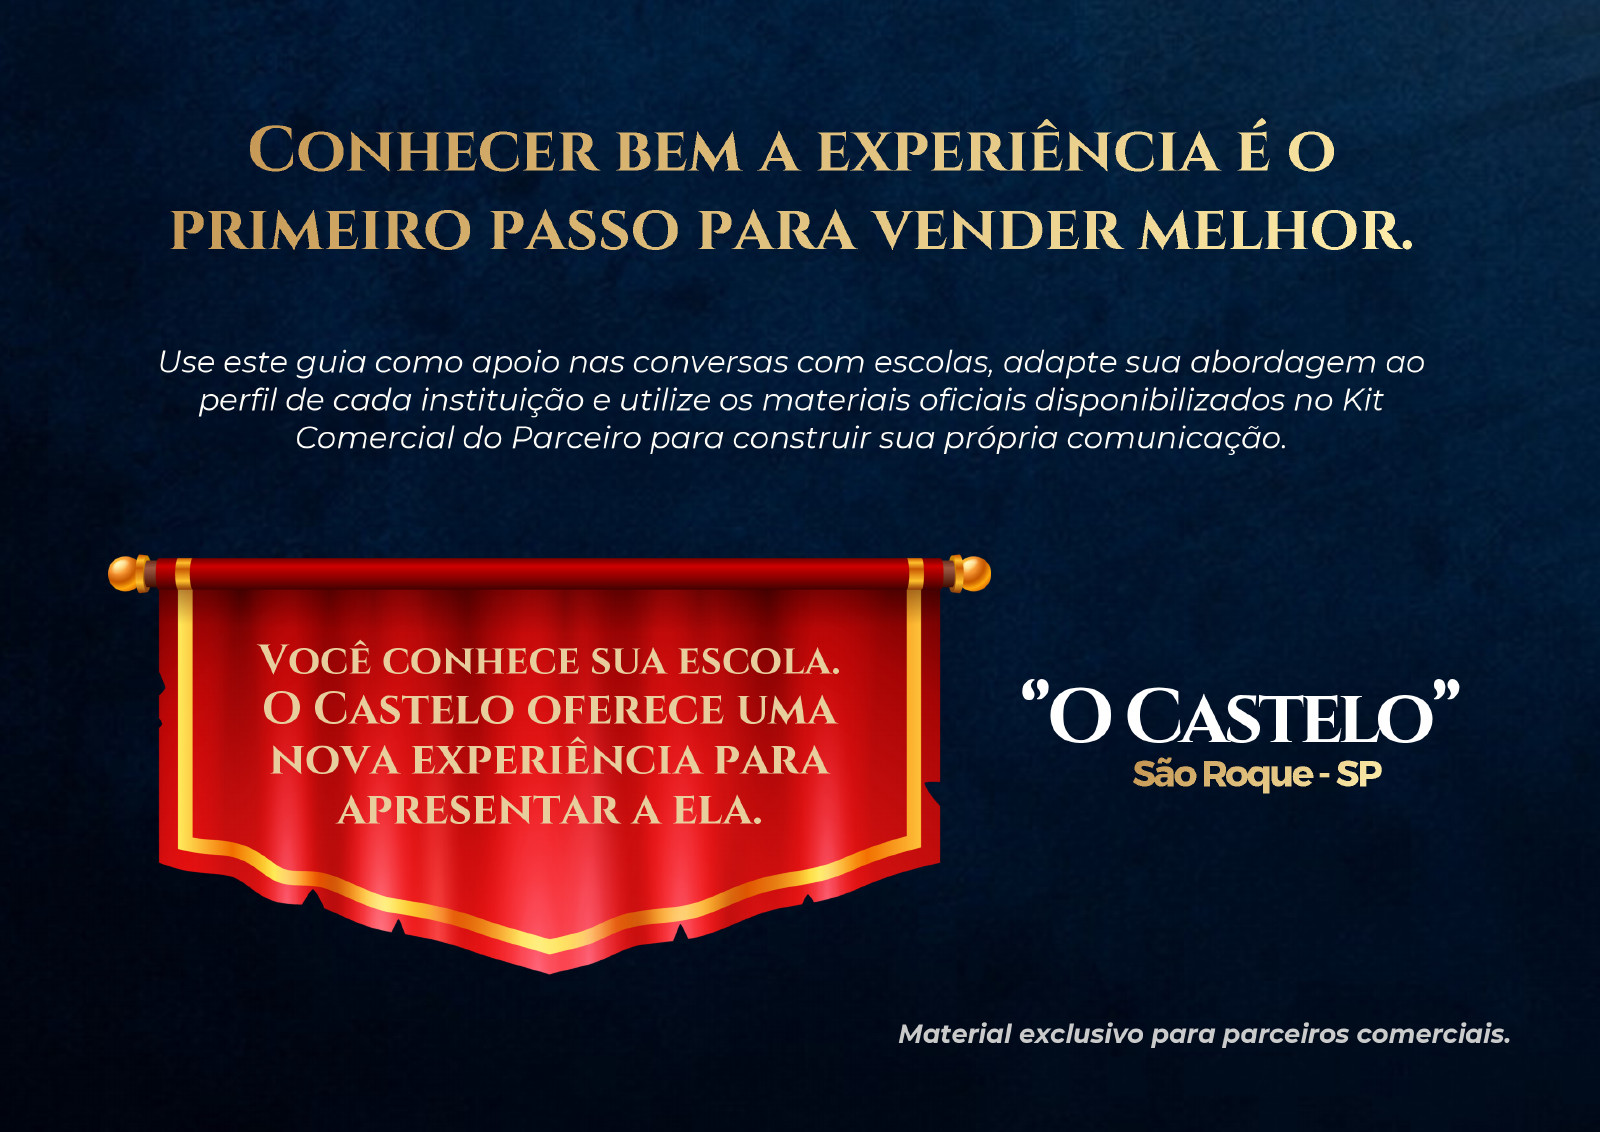 Conhecer bem a experiência é o
primeiro passo para vender melhor.
Use este guia como apoio nas conversas com escolas, adapte sua abordagem ao
perfil de cada instituição e utilize os materiais oficiais disponibilizados no Kit
Comercial do Parceiro para construir sua própria comunicação.
Você conhece sua escola.
O Castelo oferece uma
nova experiência para
apresentar a ela.
"O Castelo"
São Roque - SP
Material exclusivo para parceiros comerciais.